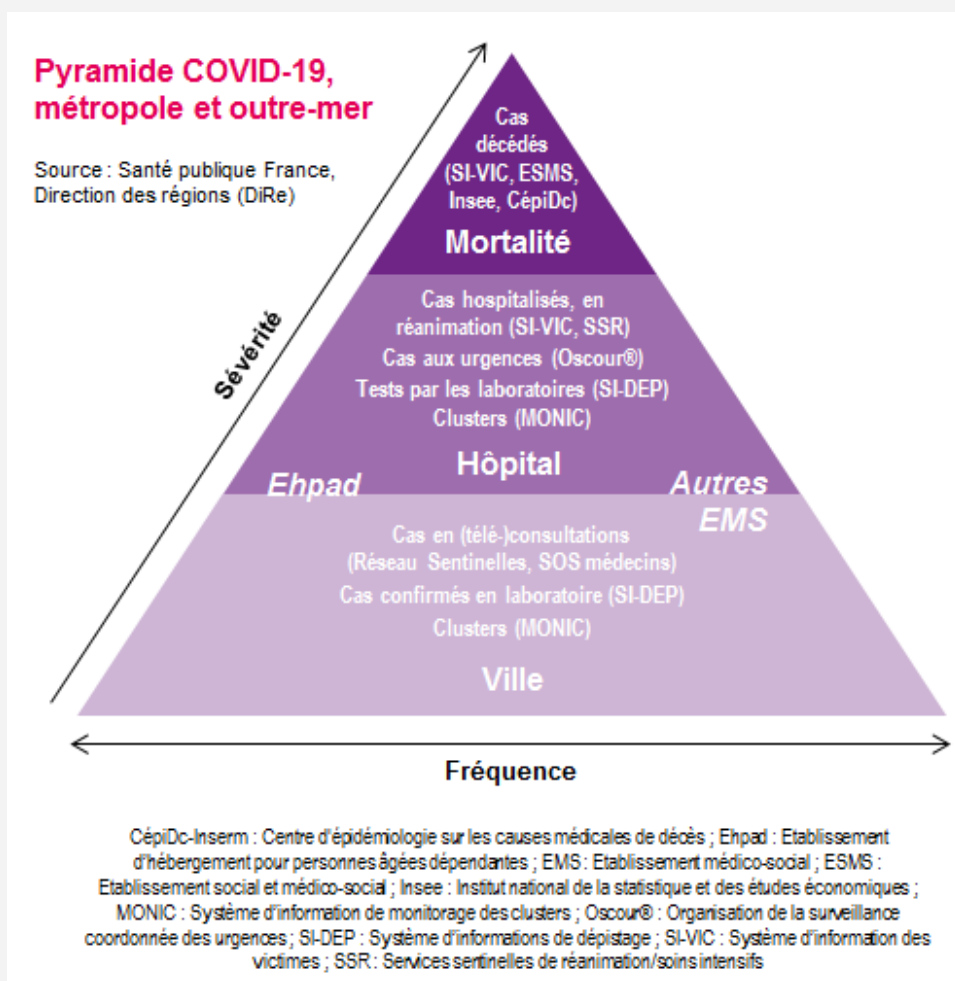 Pyramide COVID-19,
métropole et outre-mer
Source : Santé publique France,
Direction des régions (DiRe)
Sévérité
Cas
décédés
(SI-VIC, ESMS,
Insee, CépiDc)
Mortalité
Cas hospitalisés, en
réanimation (SI-VIC, SSR)
Cas aux urgences (Oscour®)
Tests par les laboratoires (SI-DEP)
Clusters (MONIC)
Hôpital
Ehpad
Autres
EMS
Cas en (télé-)consultations
(Réseau Sentinelles, SOS médecins)
Cas confirmés en laboratoire (SI-DEP)
Clusters (MONIC)
Ville
Fréquence
CépiDc-Inserm : Centre d'épidémiologie sur les causes médicales de décès ; Ehpad : Etablissement
d'hébergement pour personnes âgées dépendantes ; EMS : Etablissement médico-social ; ESMS :
Etablissement social et médico-social ; Insee : Institut national de la statistique et des études économiques ;
MONIC : Système d'information de monitorage des clusters ; Oscour® : Organisation de la surveillance
coordonnée des urgences ; SI-DEP : Système d'informations de dépistage ; SI-VIC : Système d'information des
victimes ; SSR : Services sentinelles de réanimation/soins intensifs